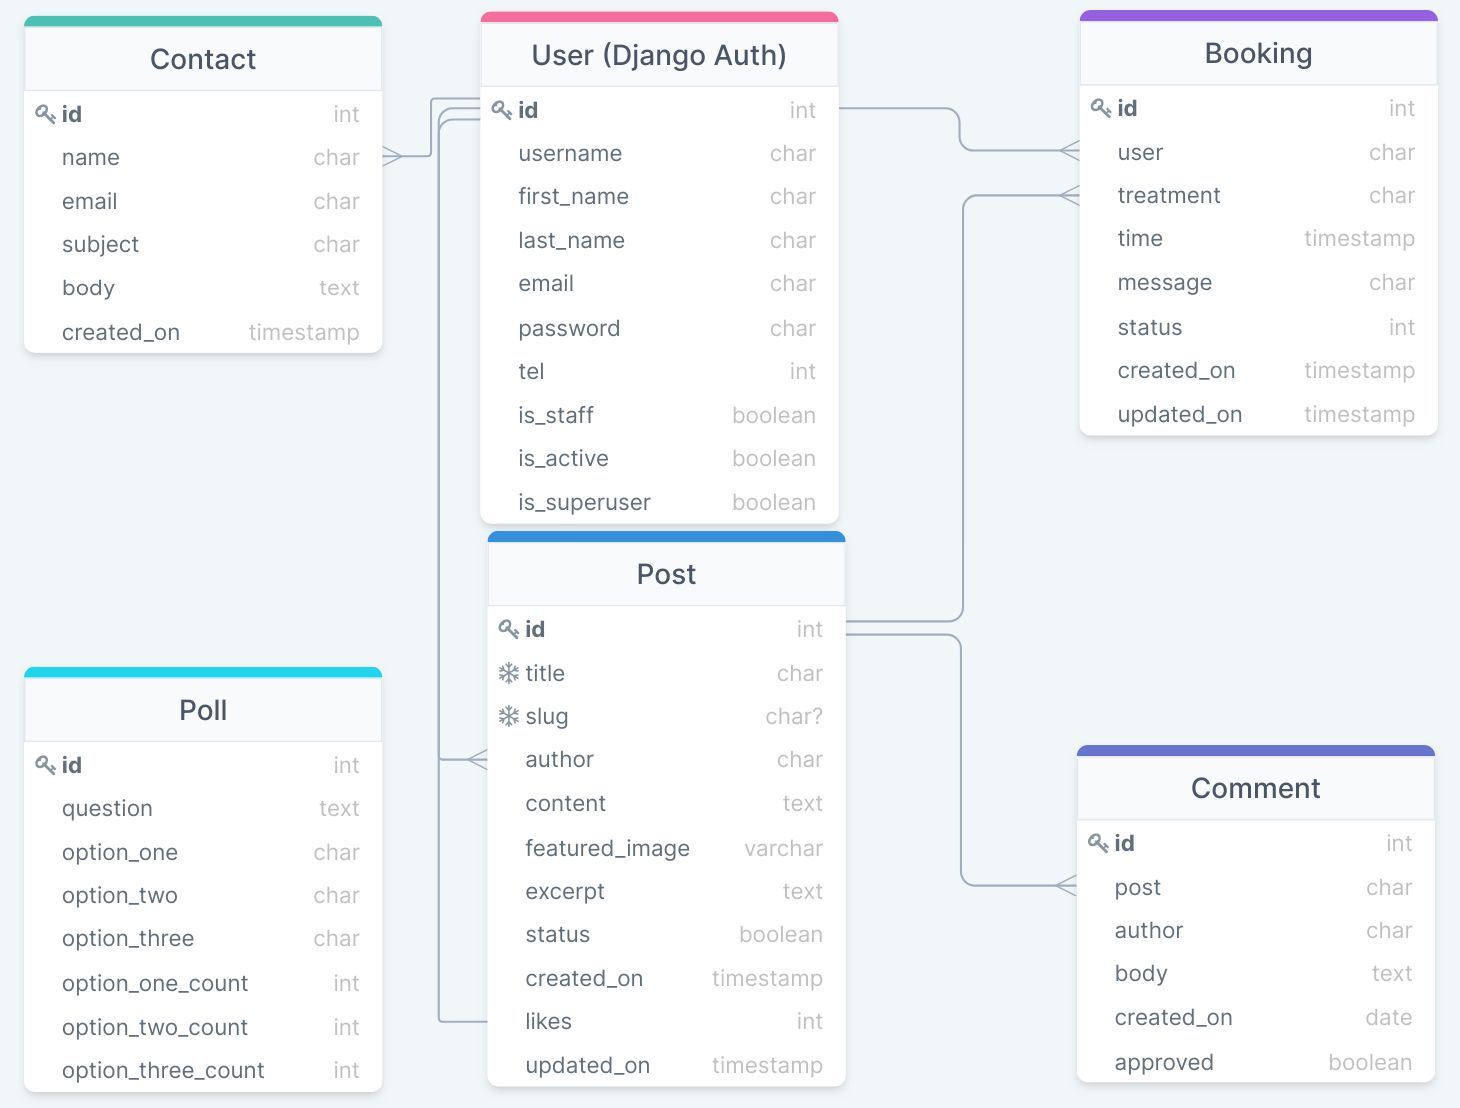 Contact
id int
name char
email char
subject char
body text
created_on timestamp
User (Django Auth)
id int
username char
first_name char
last_name char
email char
password char
tel int
is_staff boolean
is_active boolean
is_superuser boolean
Booking
id int
user char
treatment char
time timestamp
message char
status int
created_on timestamp
updated_on timestamp
Poll
id int
question text
option_one char
option_two char
option_three char
option_one_count int
option_two_count int
option_three_count int
Post
id int
title char
slug char?
author char
content text
featured_image varchar
excerpt text
status boolean
created_on timestamp
likes int
updated_on timestamp
Comment
id int
post char
author char
body text
created_on date
approved boolean